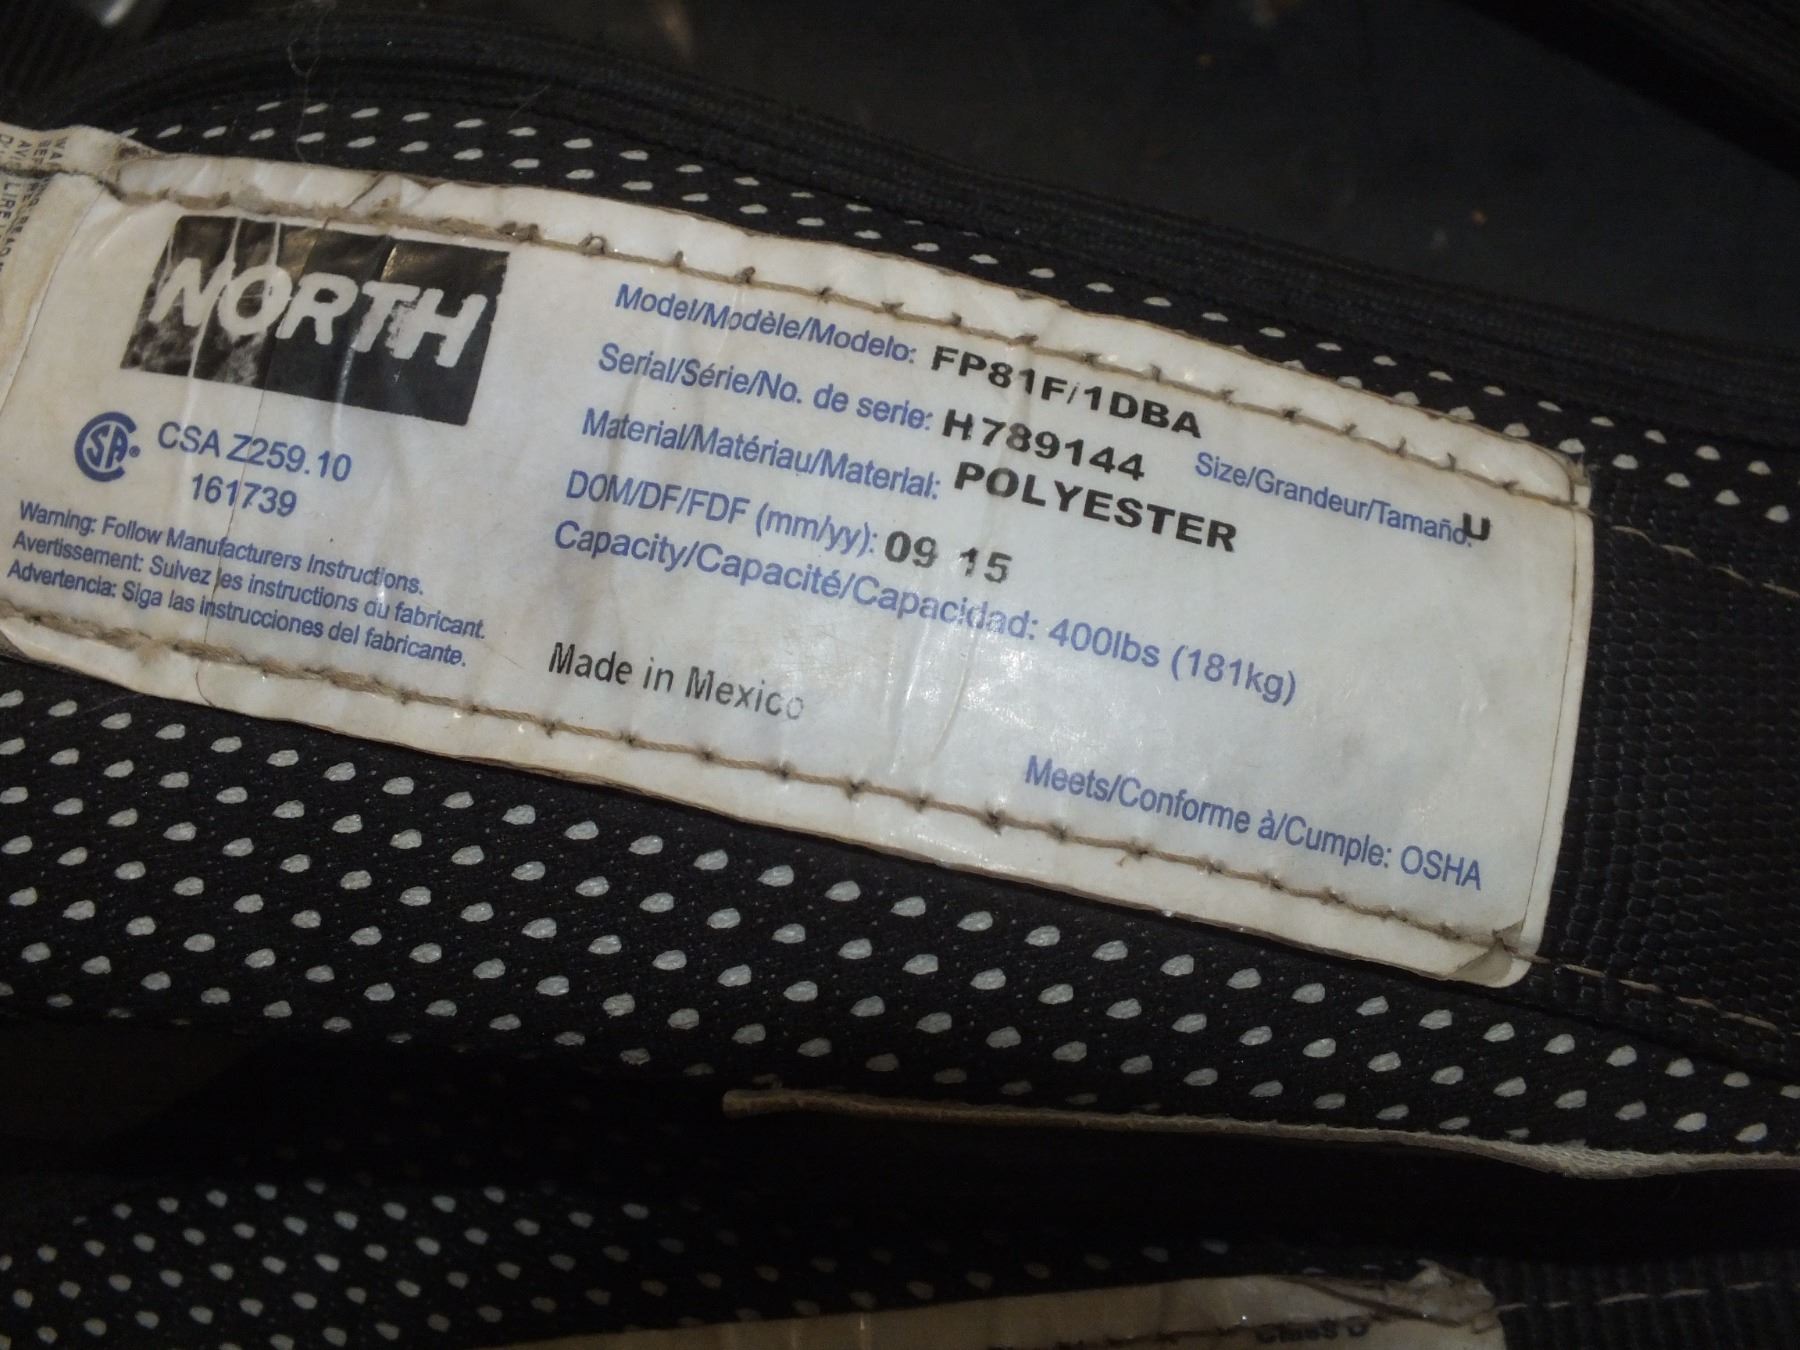 NORTH
CSA Z259.10
161739
Warning: Follow Manufacturers Instructions.
Avertissement: Suivez les instructions du fabricant.
Advertencia: Siga las instrucciones del fabricante.
Model/Modèle/Modelo: FP81F/1DBA
Serial/Série/No. de serie: H789144
Size/Grandeur/Tamaño: U
Material/Matériau/Material: POLYESTER
DOM/DF/FDF (mm/yy): 09 15
Capacity/Capacité/Capacidad: 400lbs (181kg)
Made in Mexico
Meets/Conforme à/Cumple: OSHA